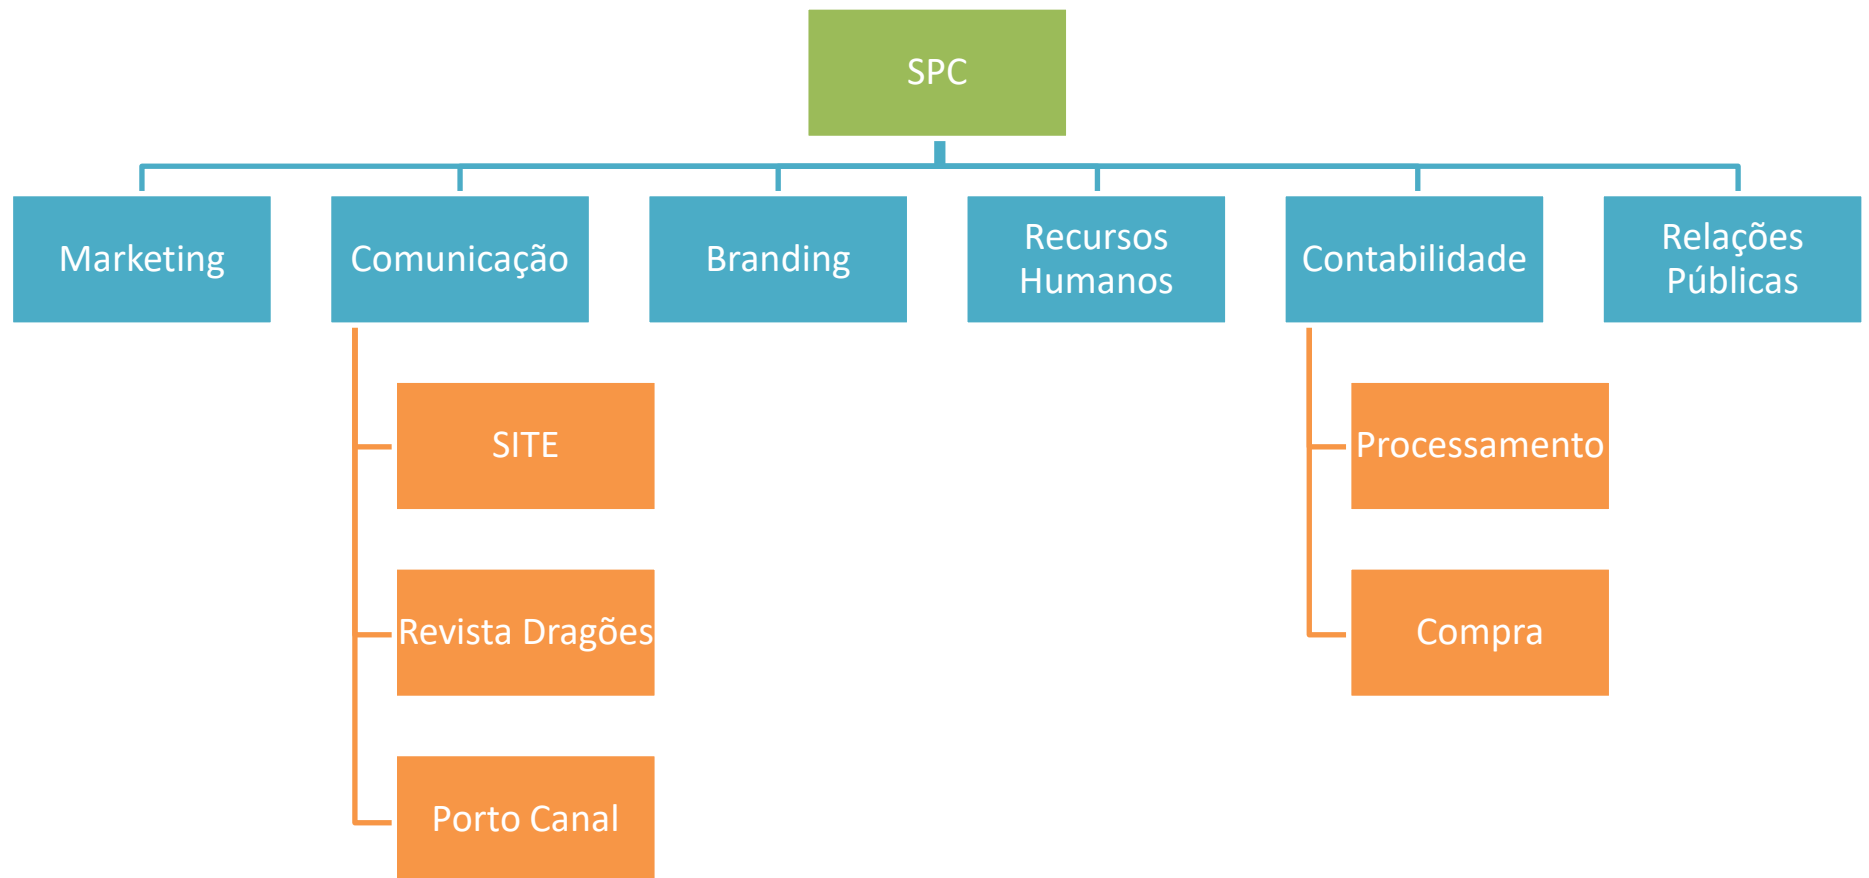 SPC
Marketing
Comunicação
Branding
Recursos
Humanos
Contabilidade
Relações
Públicas
SITE
Revista Dragões
Porto Canal
Processamento
Compra